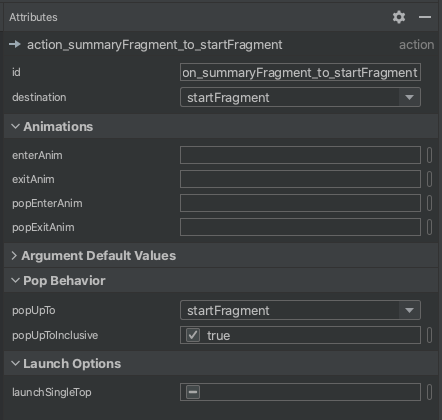 Attributes
action_summaryFragment_to_startFragment action
id on_summaryFragment_to_startFragment
destination startFragment
Animations
enterAnim
exitAnim
popEnterAnim
popExitAnim
Argument Default Values
Pop Behavior
popUpTo startFragment
popUpToInclusive true
Launch Options
launchSingleTop